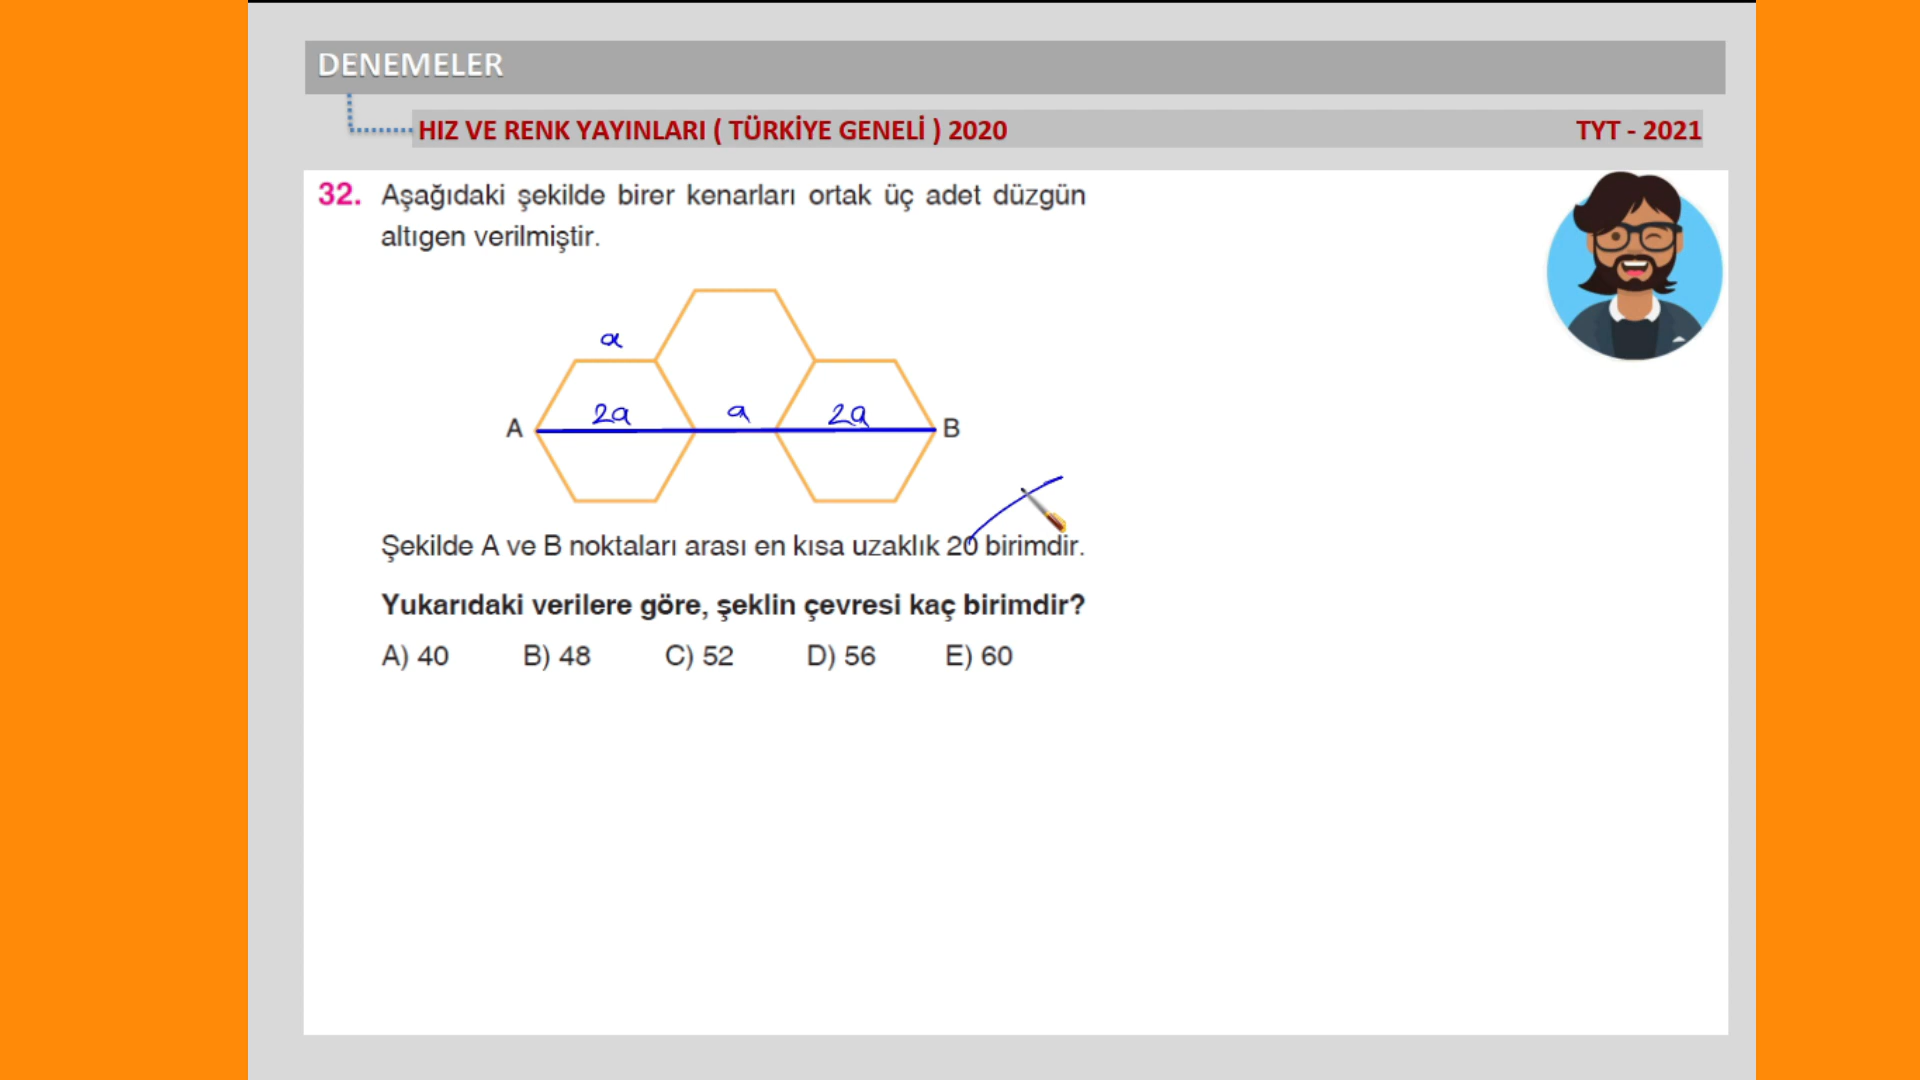 DENEMELER
HIZ VE RENK YAYINLARI ( TÜRKİYE GENELİ ) 2020 TYT - 2021
32. Aşağıdaki şekilde birer kenarları ortak üç adet düzgün
altıgen verilmiştir.
a
2a a 2a
A B
Şekilde A ve B noktaları arası en kısa uzaklık 20 birimdir.
Yukarıdaki verilere göre, şeklin çevresi kaç birimdir?
A) 40 B) 48 C) 52 D) 56 E) 60